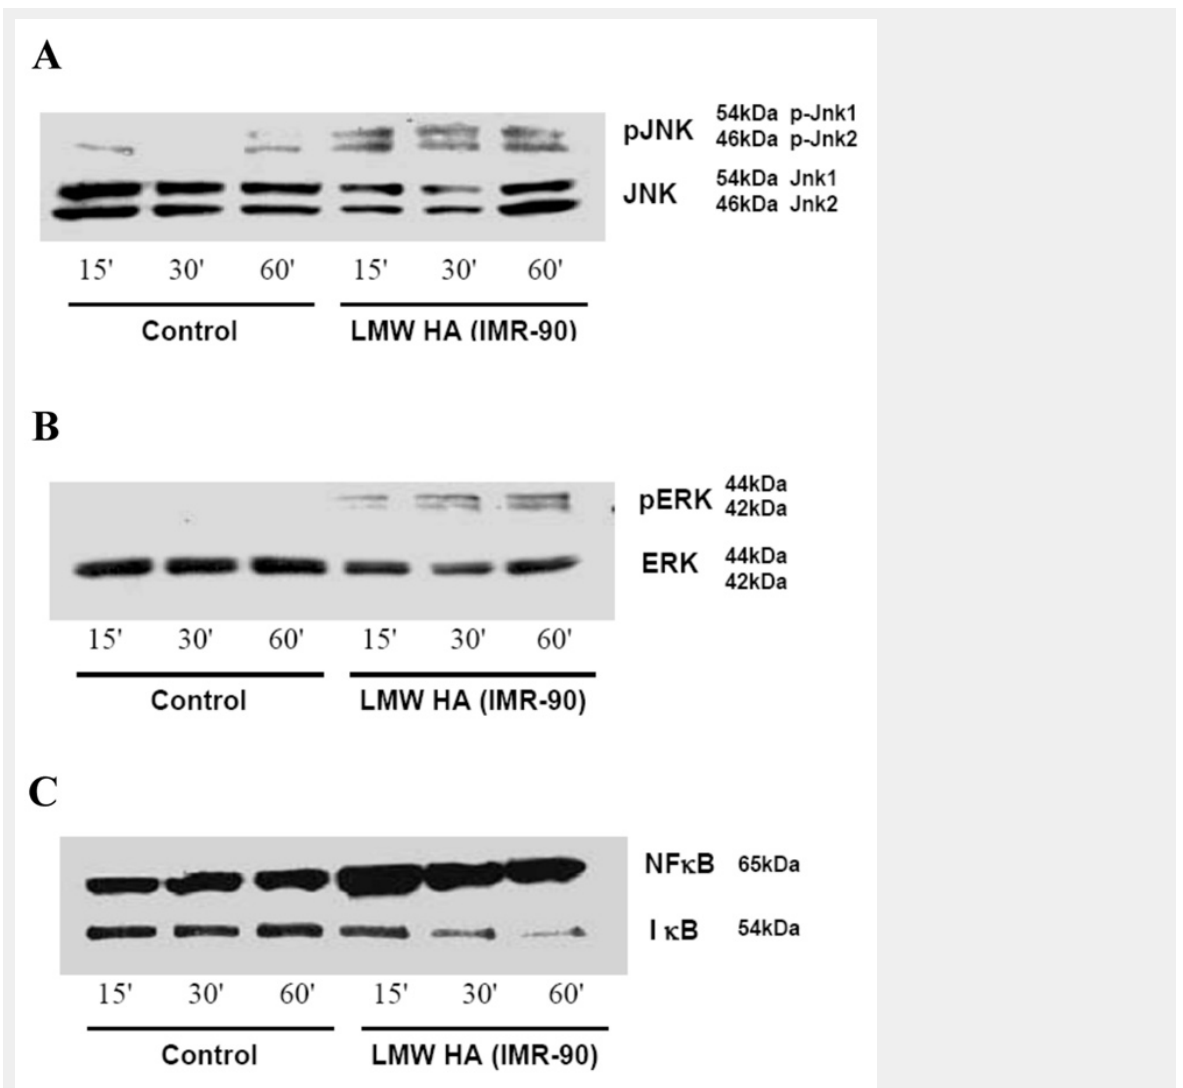 A
pJNK 54kDa p-Jnk1
46kDa p-Jnk2
JNK 54kDa Jnk1
46kDa Jnk2
15' 30' 60' 15' 30' 60'
Control LMW HA (IMR-90)
B
pERK 44kDa
42kDa
ERK 44kDa
42kDa
15' 30' 60' 15' 30' 60'
Control LMW HA (IMR-90)
C
NFκB 65kDa
IκB 54kDa
15' 30' 60' 15' 30' 60'
Control LMW HA (IMR-90)